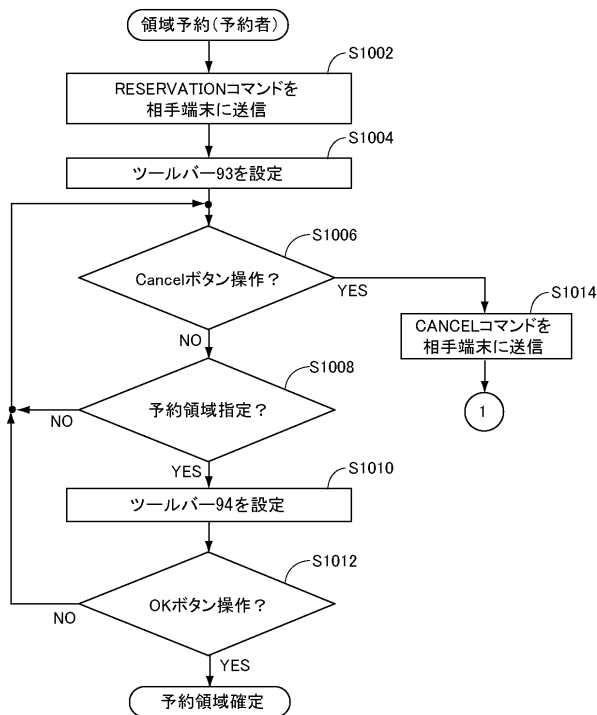 領域予約(予約者)
S1002
RESERVATIONコマンドを
相手端末に送信
S1004
ツールバー93を設定
S1006
Cancelボタン操作？
YES
S1014
CANCELコマンドを
相手端末に送信
NO
S1008
1
予約領域指定？
NO
YES
S1010
ツールバー94を設定
S1012
OKボタン操作？
NO
YES
予約領域確定